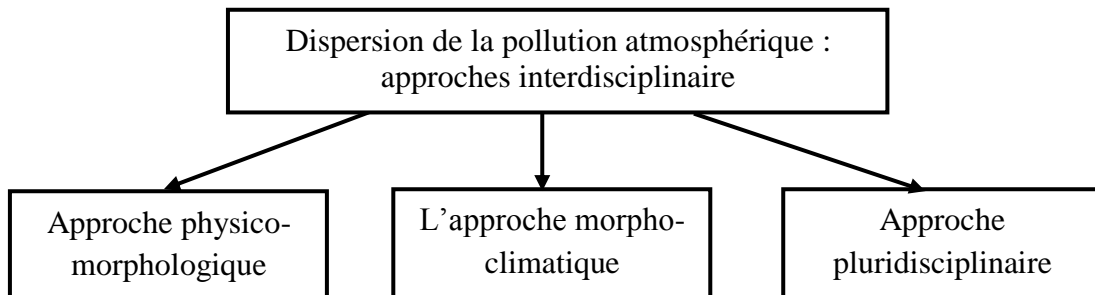 Dispersion de la pollution atmosphérique :
approches interdisciplinaire
Approche physico-
morphologique
L’approche morpho-
climatique
Approche
pluridisciplinaire